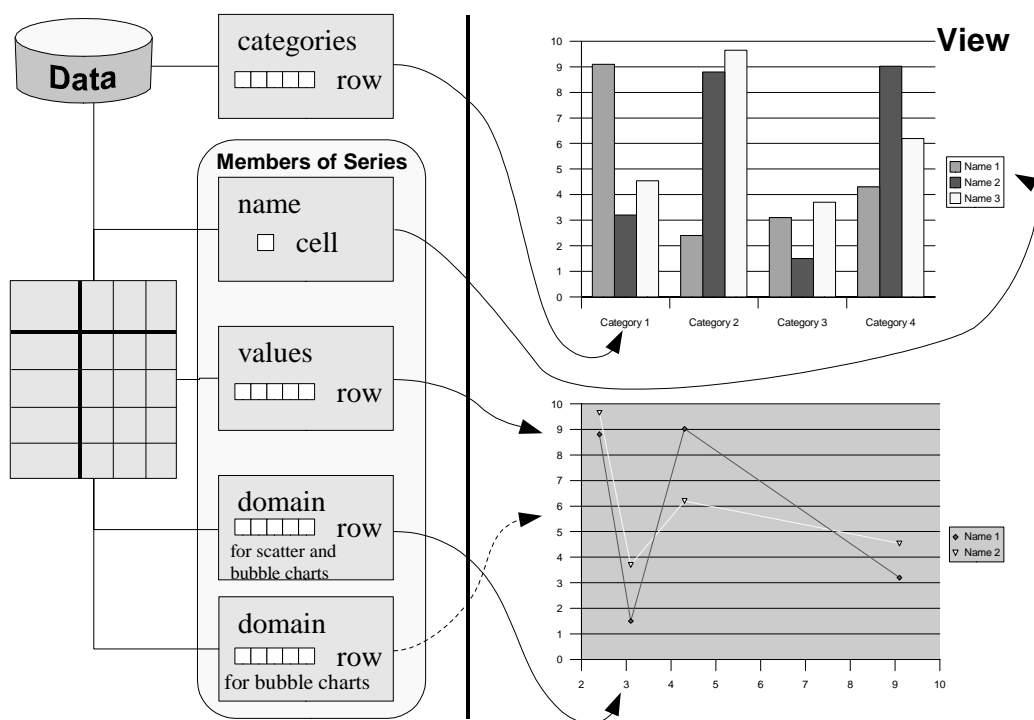 Data
categories
row
Members of Series
name
cell
values
row
domain
row
for scatter and
bubble charts
domain
row
for bubble charts
View
10
9
8
7
6
5
4
3
2
1
0
Category 1 Category 2 Category 3 Category 4
Name 1
Name 2
Name 3
10
9
8
7
6
5
4
3
2
1
0
2 3 4 5 6 7 8 9 10
Name 1
Name 2